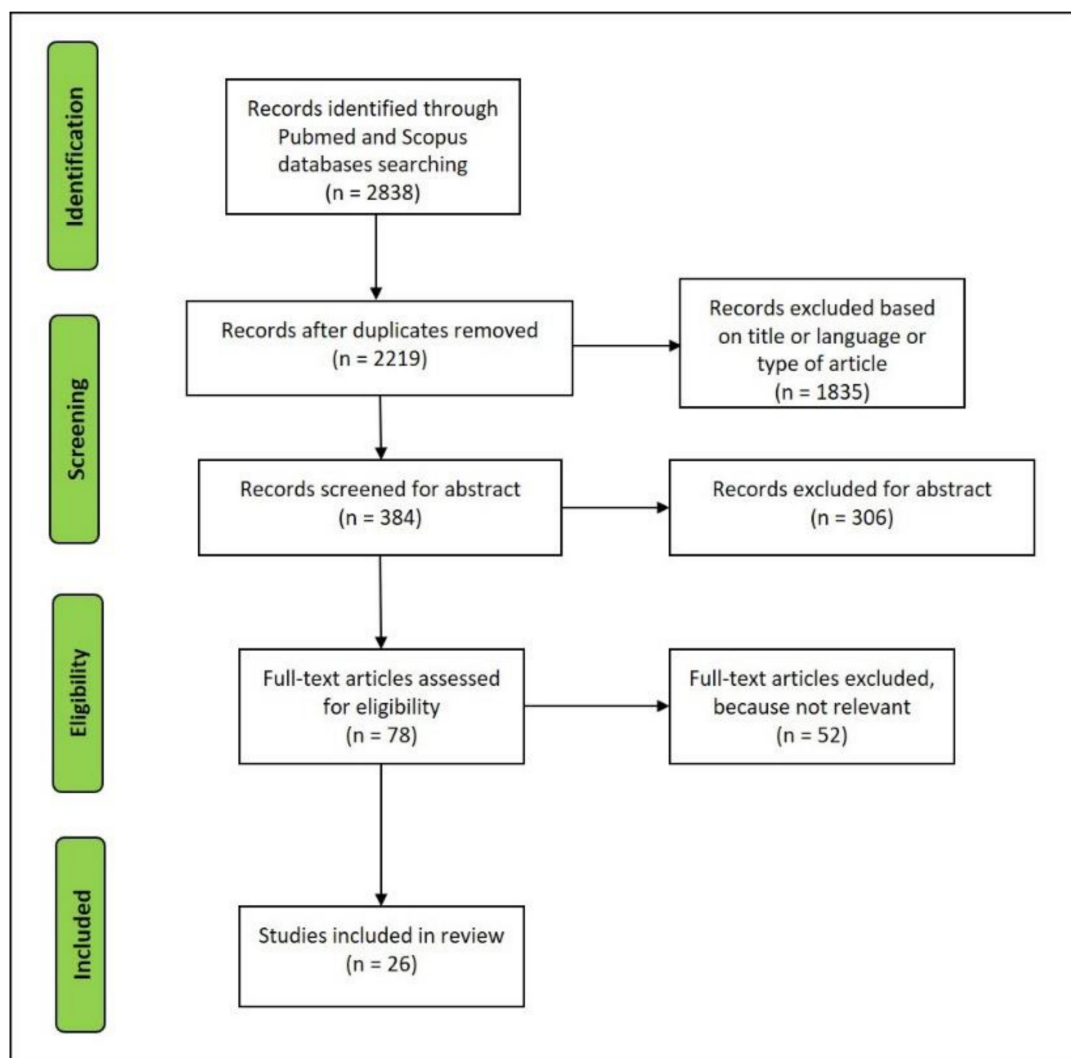 Identification
Records identified through
Pubmed and Scopus
databases searching
(n = 2838)
Screening
Records after duplicates removed
(n = 2219)
Records excluded based
on title or language or
type of article
(n = 1835)
Records screened for abstract
(n = 384)
Records excluded for abstract
(n = 306)
Eligibility
Full-text articles assessed
for eligibility
(n = 78)
Full-text articles excluded,
because not relevant
(n = 52)
Included
Studies included in review
(n = 26)